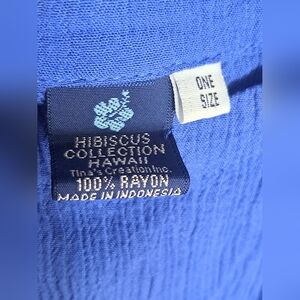 ONE
SIZE
HIBISCUS
COLLECTION
HAWAII
Tina's Creation Inc.
100% RAYON
MADE IN INDONESIA